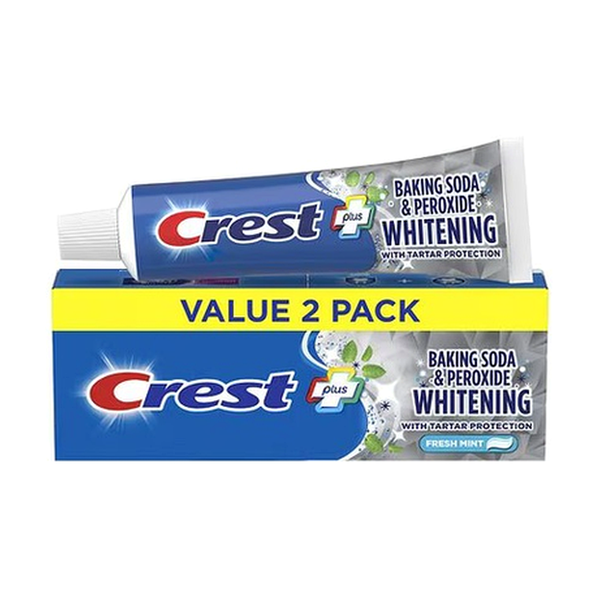 Crest
plus
BAKING SODA
& PEROXIDE
WHITENING
WITH TARTAR PROTECTION
VALUE 2 PACK
Crest
plus
BAKING SODA
& PEROXIDE
WHITENING
WITH TARTAR PROTECTION
FRESH MINT